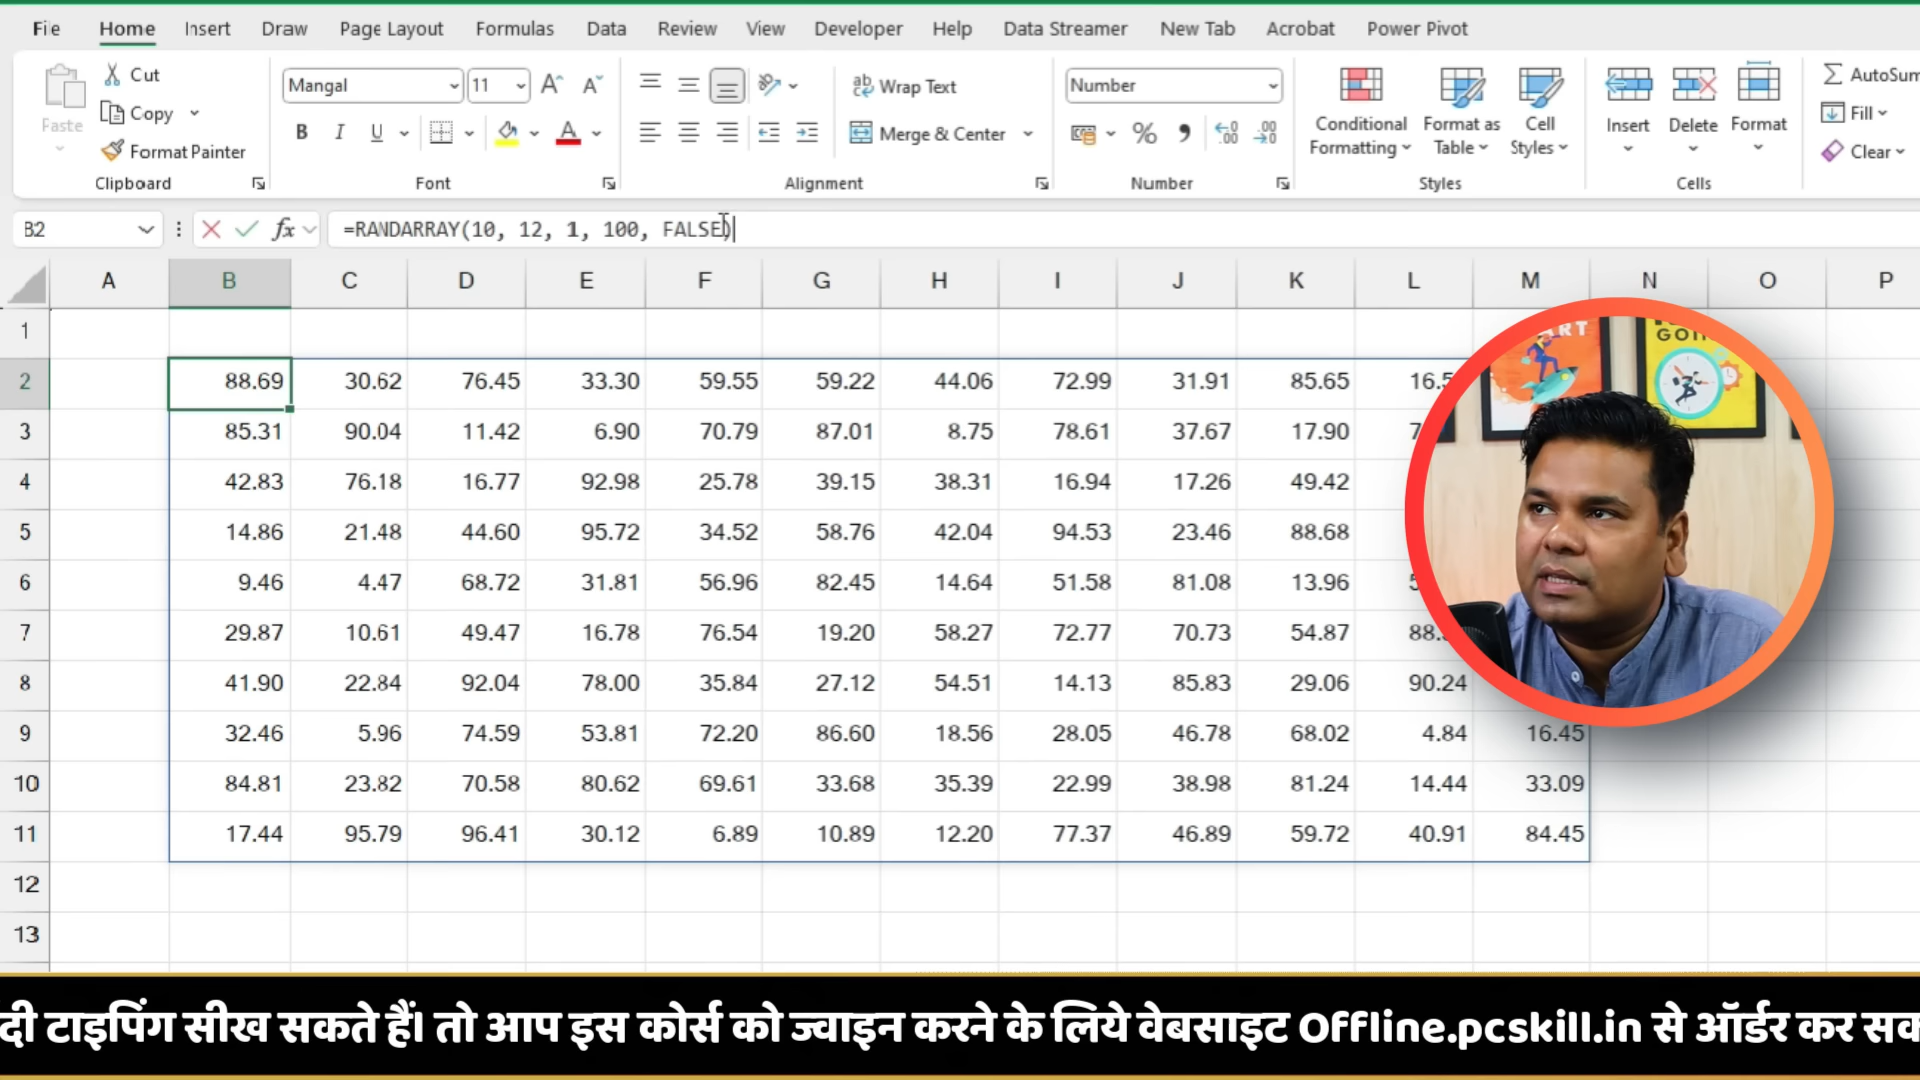 File Home Insert Draw Page Layout Formulas Data Review View Developer Help Data Streamer New Tab Acrobat Power Pivot
Paste
Cut
Copy
Format Painter
Clipboard
Mangal 11
B I U
Font
Wrap Text
Merge & Center
Alignment
Number
Number
Conditional Formatting
Format as Table
Cell Styles
Styles
Insert Delete Format
Cells
AutoSum
Fill
Clear
B2 fx =RANDARRAY(10, 12, 1, 100, FALSE)
A B C D E F G H I J K L M N O P
1
2 88.69 30.62 76.45 33.30 59.55 59.22 44.06 72.99 31.91 85.65
3 85.31 90.04 11.42 6.90 70.79 87.01 8.75 78.61 37.67 17.90
4 42.83 76.18 16.77 92.98 25.78 39.15 38.31 16.94 17.26 49.42
5 14.86 21.48 44.60 95.72 34.52 58.76 42.04 94.53 23.46 88.68
6 9.46 4.47 68.72 31.81 56.96 82.45 14.64 51.58 81.08 13.96
7 29.87 10.61 49.47 16.78 76.54 19.20 58.27 72.77 70.73 54.87
8 41.90 22.84 92.04 78.00 35.84 27.12 54.51 14.13 85.83 29.06 90.24
9 32.46 5.96 74.59 53.81 72.20 86.60 18.56 28.05 46.78 68.02 4.84 16.45
10 84.81 23.82 70.58 80.62 69.61 33.68 35.39 22.99 38.98 81.24 14.44 33.09
11 17.44 95.79 96.41 30.12 6.89 10.89 12.20 77.37 46.89 59.72 40.91 84.45
12
13
दी टाइपिंग सीख सकते हैं। तो आप इस कोर्स को ज्वाइन करने के लिये वेबसाइट Offline.pcskill.in से ऑर्डर कर सक